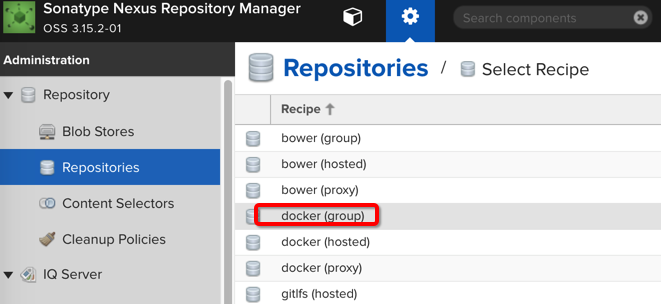 Sonatype Nexus Repository Manager
OSS 3.15.2-01
Search components
Administration
Repository
Blob Stores
Repositories
Content Selectors
Cleanup Policies
IQ Server
Repositories / Select Recipe
Recipe
bower (group)
bower (hosted)
bower (proxy)
docker (group)
docker (hosted)
docker (proxy)
gitlfs (hosted)